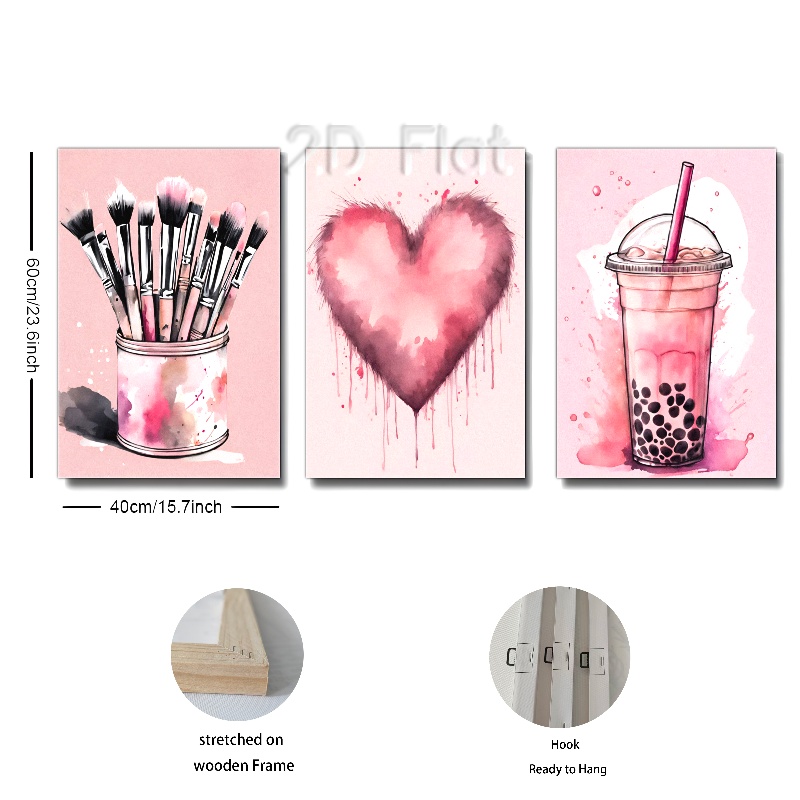 2D Flat
60cm/23.6inch
40cm/15.7inch
stretched on
wooden Frame
Hook
Ready to Hang